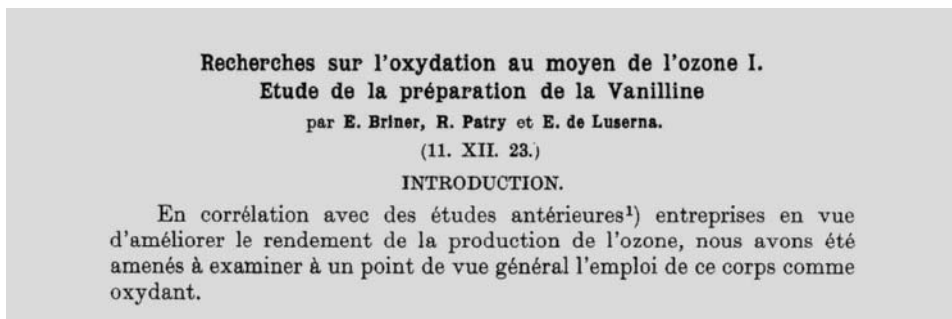 Recherches sur l'oxydation au moyen de l'ozone I.
Etude de la préparation de la Vanilline
par E. Briner, R. Patry et E. de Luserna.
(11. XII. 23.)
INTRODUCTION.
En corrélation avec des études antérieures¹) entreprises en vue
d'améliorer le rendement de la production de l'ozone, nous avons été
amenés à examiner à un point de vue général l'emploi de ce corps comme
oxydant.